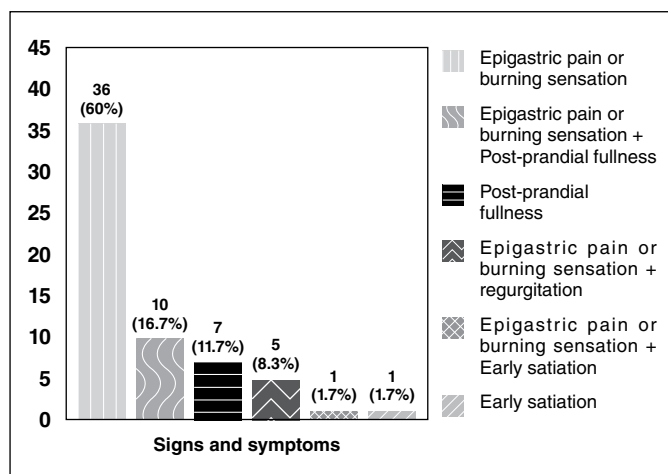 45
40
35
30
25
20
15
10
5
0
36
(60%)
10
(16.7%)
7
(11.7%)
5
(8.3%)
1
(1.7%)
1
(1.7%)
Signs and symptoms
Epigastric pain or
burning sensation
Epigastric pain or
burning sensation +
Post-prandial fullness
Post-prandial
fullness
Epigastric pain or
burning sensation +
regurgitation
Epigastric pain or
burning sensation +
Early satiation
Early satiation